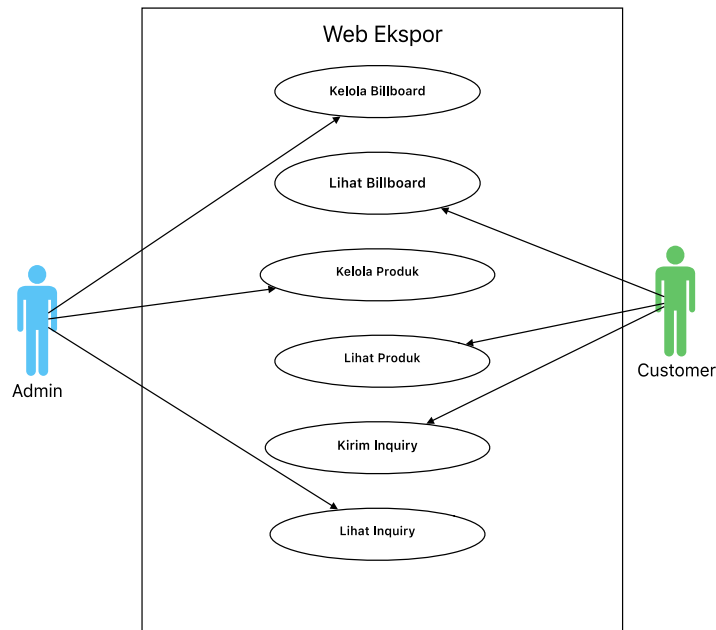 Web Ekspor
Kelola Billboard
Lihat Billboard
Kelola Produk
Lihat Produk
Customer
Admin
Kirim Inquiry
Lihat Inquiry